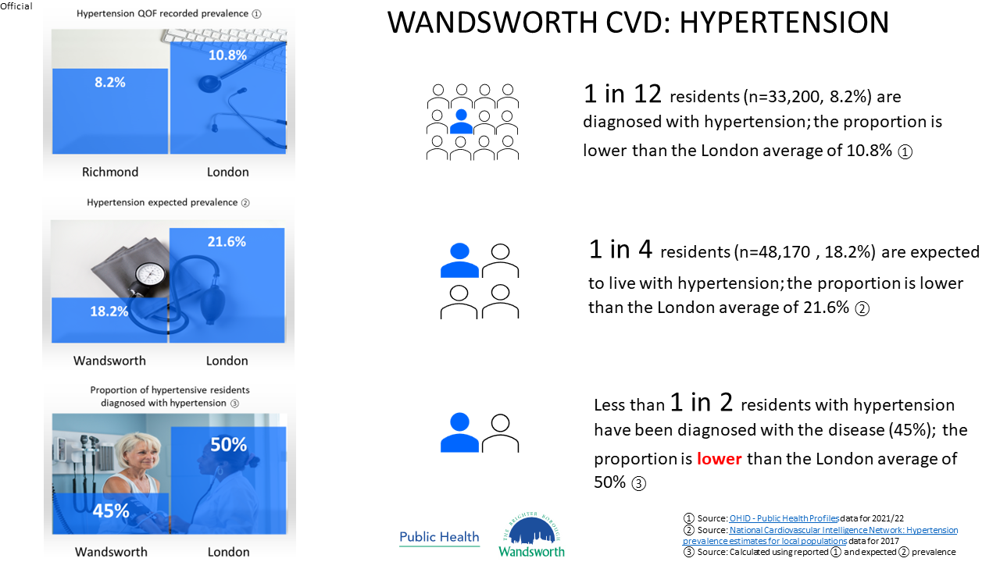 Official
Hypertension QOF recorded prevalence ①
10.8%
8.2%
Richmond London
Hypertension expected prevalence ②
21.6%
18.2%
Wandsworth London
Proportion of hypertensive residents
diagnosed with hypertension ③
50%
45%
Wandsworth London
WANDSWORTH CVD: HYPERTENSION
1 in 12 residents (n=33,200, 8.2%) are
diagnosed with hypertension; the proportion is
lower than the London average of 10.8% ①
1 in 4 residents (n=48,170 , 18.2%) are expected
to live with hypertension; the proportion is lower
than the London average of 21.6% ②
Less than 1 in 2 residents with hypertension
have been diagnosed with the disease (45%); the
proportion is lower than the London average of
50% ③
Public Health
THE BRIGHTER BOROUGH
Wandsworth
① Source: OHID - Public Health Profiles data for 2021/22
② Source: National Cardiovascular Intelligence Network: Hypertension
prevalence estimates for local populations data for 2017
③ Source: Calculated using reported ① and expected ② prevalence